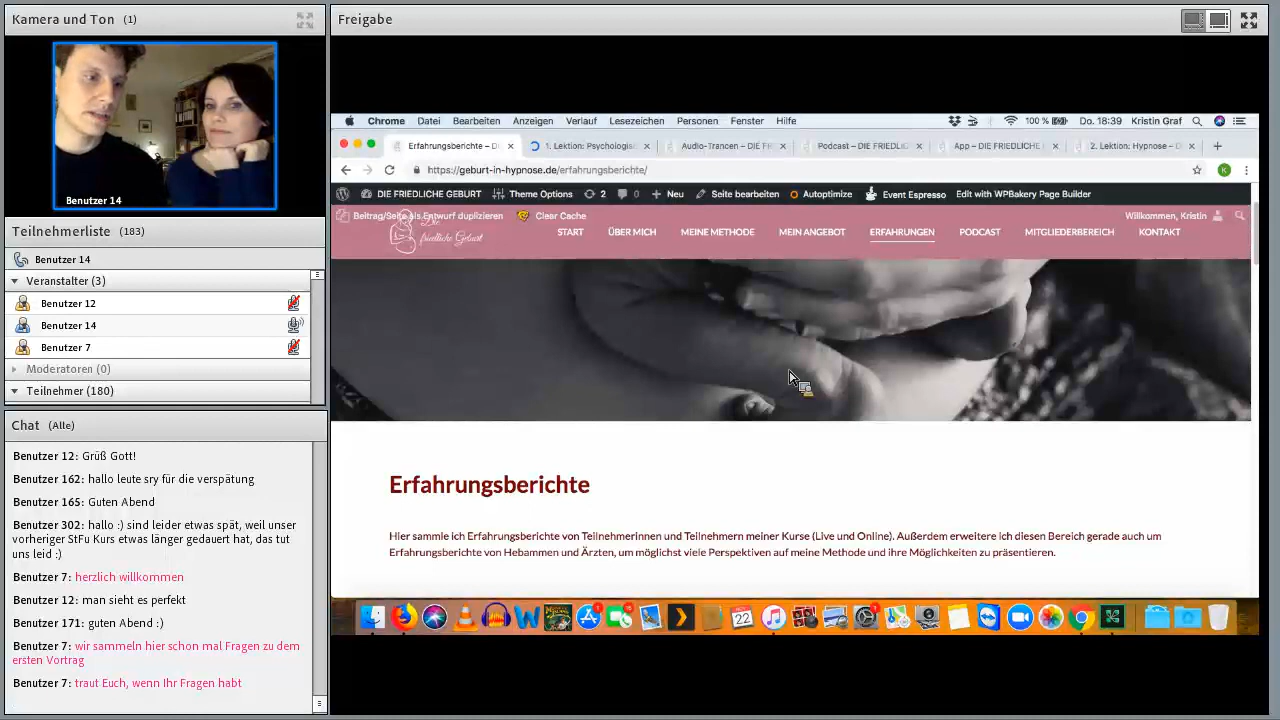 Kamera und Ton (1)
Benutzer 14
Teilnehmerliste (183)
Benutzer 14
Veranstalter (3)
Benutzer 12
Benutzer 14
Benutzer 7
Moderatoren (0)
Teilnehmer (180)
Chat (Alle)
Benutzer 12: Grüß Gott!
Benutzer 162: hallo leute sry für die verspätung
Benutzer 165: Guten Abend
Benutzer 302: hallo :) sind leider etwas spät, weil unser
vorheriger StFu Kurs etwas länger gedauert hat, das tut
uns leid :)
Benutzer 7: herzlich willkommen
Benutzer 12: man sieht es perfekt
Benutzer 171: guten Abend :)
Benutzer 7: wir sammeln hier schon mal Fragen zu dem
ersten Vortrag
Benutzer 7: traut Euch, wenn Ihr Fragen habt
Freigabe
Chrome Datei Bearbeiten Anzeigen Verlauf Lesezeichen Personen Fenster Hilfe 100 % Do. 18:39 Kristin Graf
Erfahrungsberichte – D 1. Lektion: Psychologis Audio-Trancen – DIE FR Podcast – DIE FRIEDLIC App – DIE FRIEDLICHE 2. Lektion: Hypnose – D
https://geburt-in-hypnose.de/erfahrungsberichte/ K
DIE FRIEDLICHE GEBURT Theme Options 2 0 Neu Seite bearbeiten Autoptimize Event Espresso Edit with WPBakery Page Builder
Beitrag/Seite als Entwurf duplizieren Clear Cache Willkommen, Kristin
Die
friedliche Geburt
START ÜBER MICH MEINE METHODE MEIN ANGEBOT ERFAHRUNGEN PODCAST MITGLIEDERBEREICH KONTAKT
Erfahrungsberichte
Hier sammle ich Erfahrungsberichte von Teilnehmerinnen und Teilnehmern meiner Kurse (Live und Online). Außerdem erweitere ich diesen Bereich gerade auch um
Erfahrungsberichte von Hebammen und Ärzten, um möglichst viele Perspektiven auf meine Methode und ihre Möglichkeiten zu präsentieren.
22